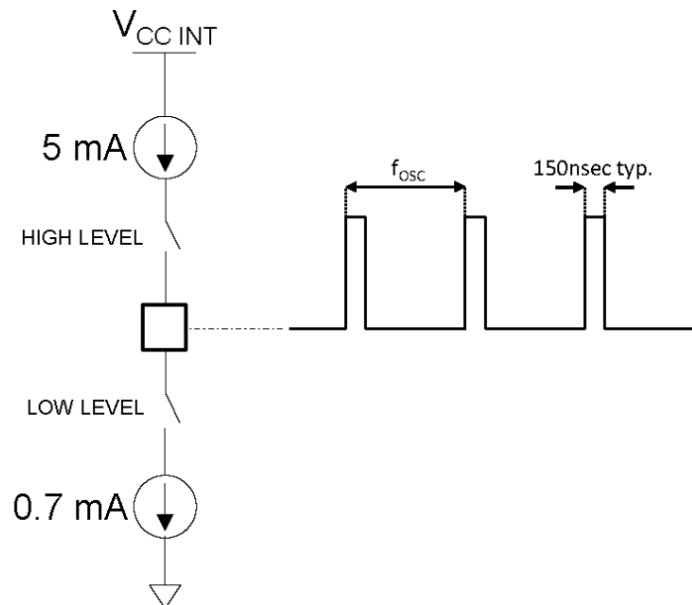 VCC INT
5 mA
fosc
150nsec typ.
HIGH LEVEL
LOW LEVEL
0.7 mA